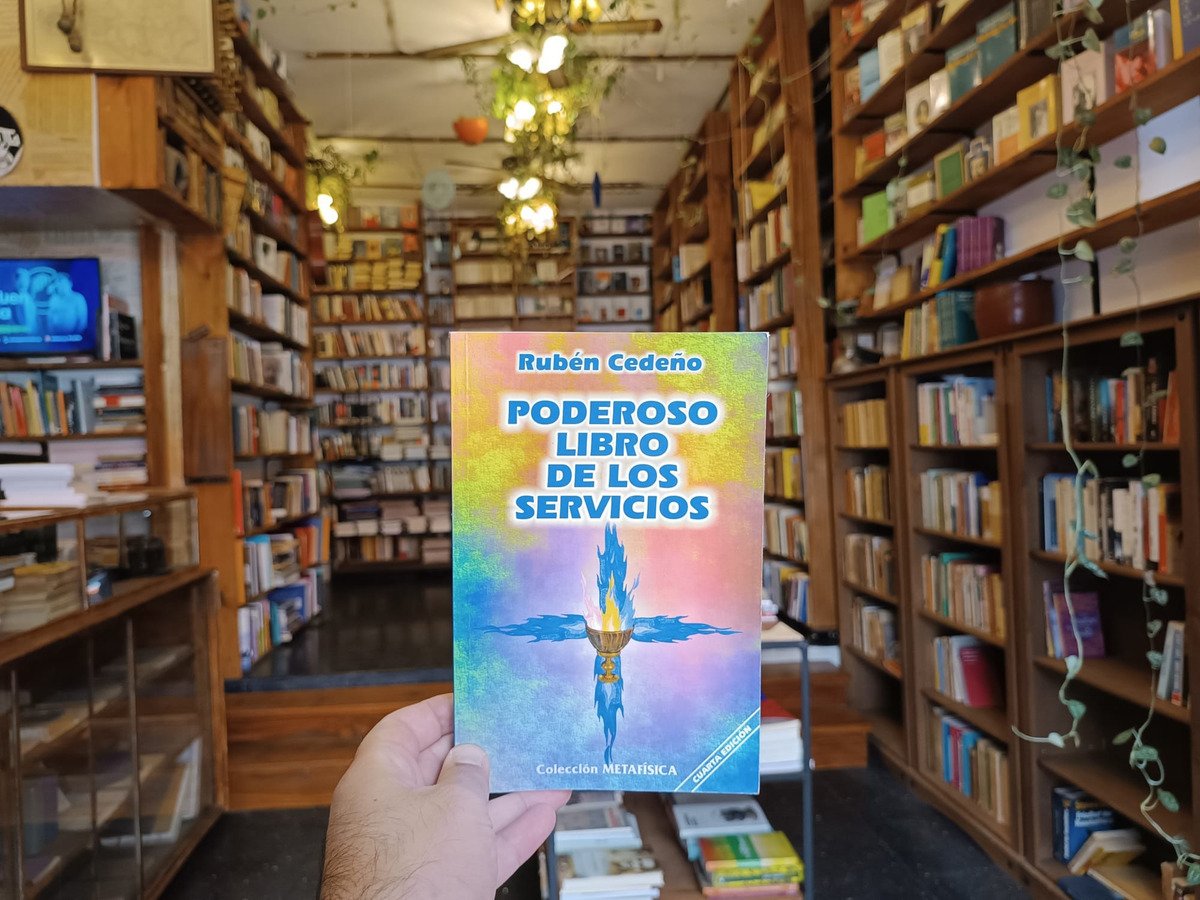 Rubén Cedeño
PODEROSO
LIBRO
DE LOS
SERVICIOS
Colección METAFÍSICA
CUARTA EDICIÓN